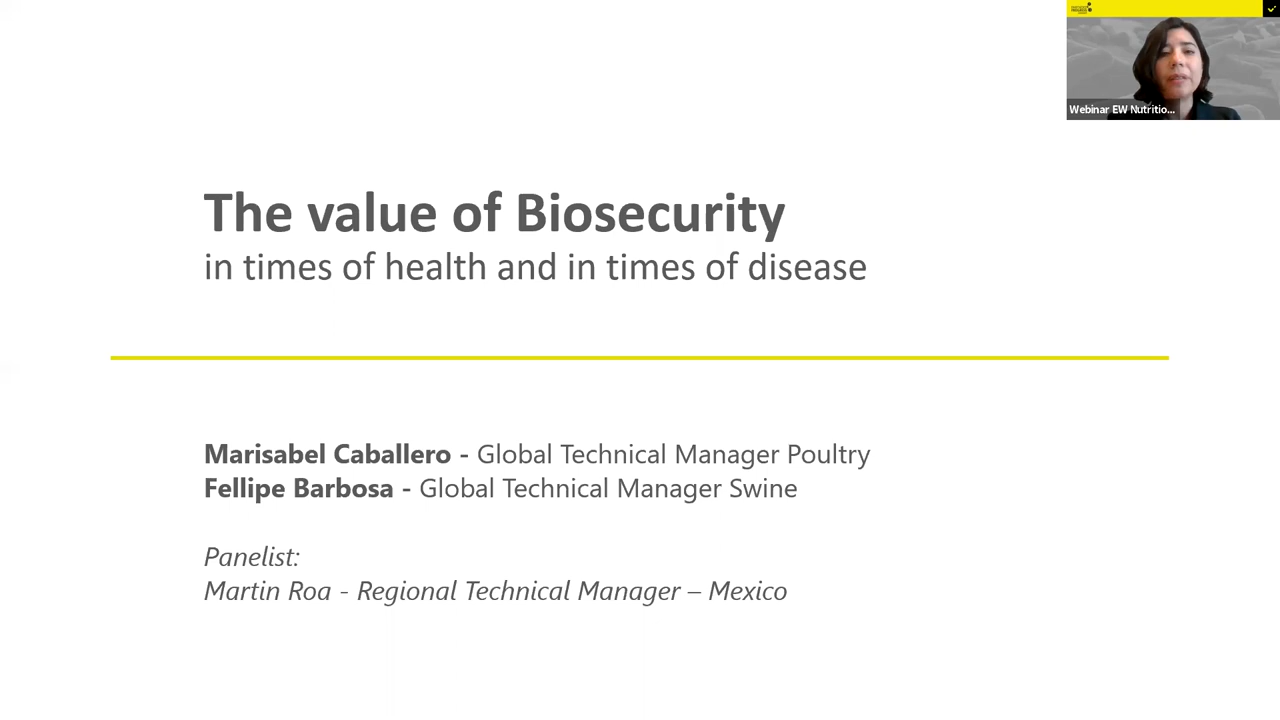 Webinar EW Nutritio...
The value of Biosecurity
in times of health and in times of disease
Marisabel Caballero - Global Technical Manager Poultry
Fellipe Barbosa - Global Technical Manager Swine
Panelist:
Martin Roa - Regional Technical Manager – Mexico